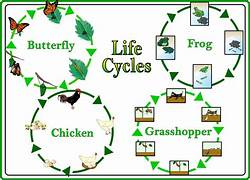 Life
Cycles
Butterfly
Frog
Chicken
Grasshopper